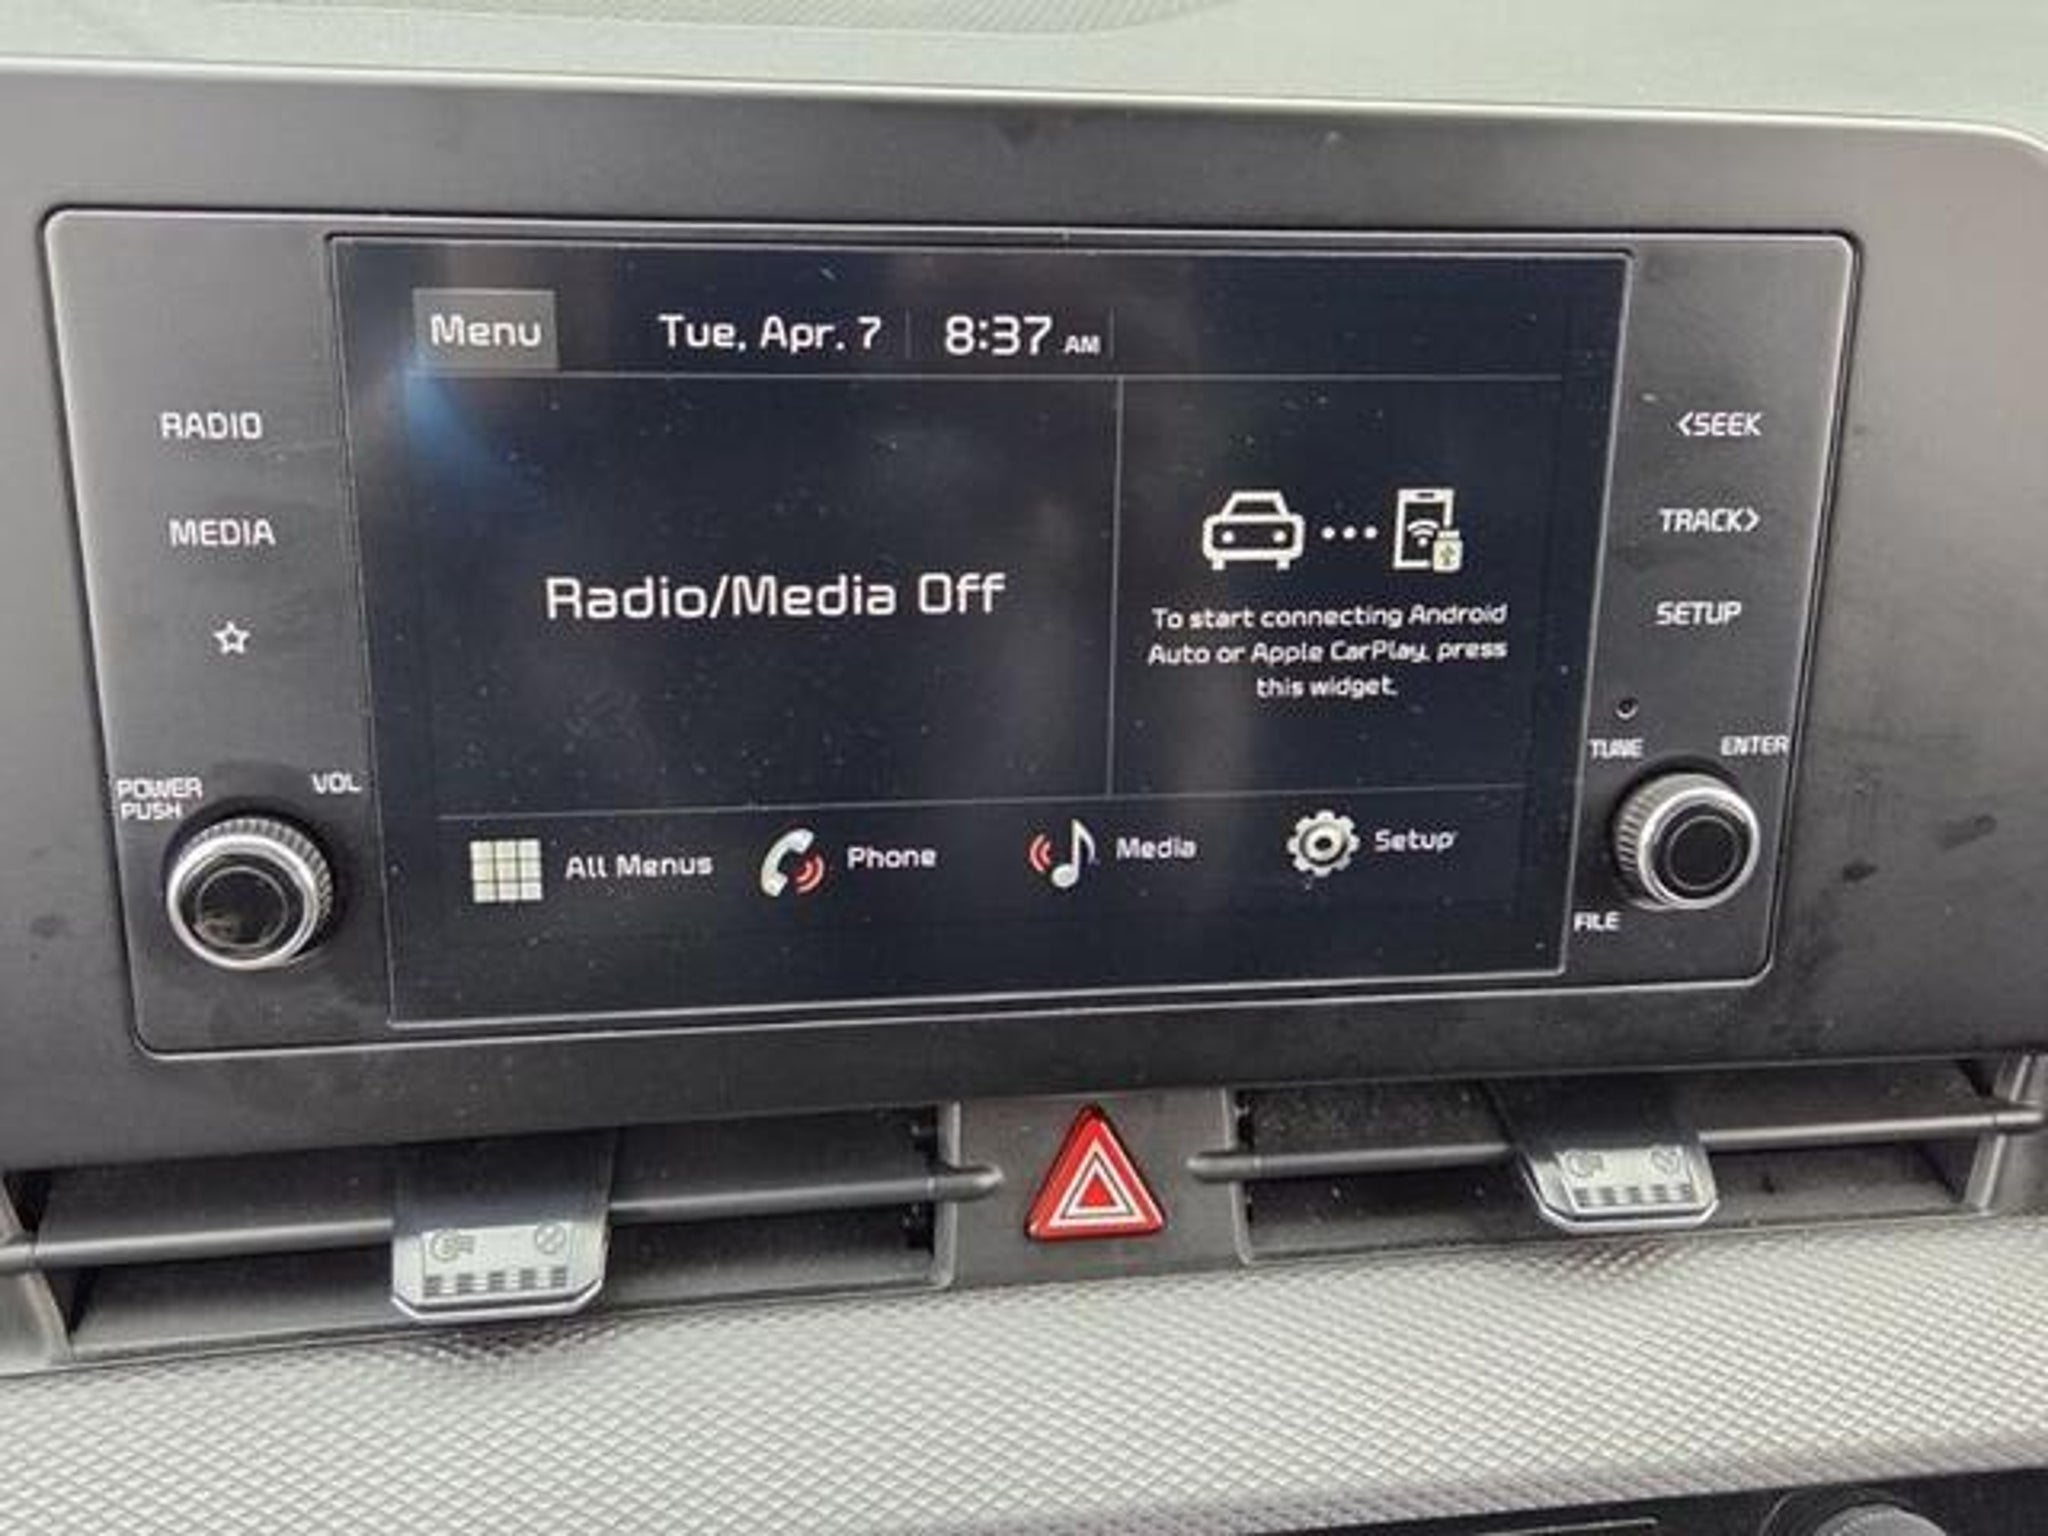 Menu
Tue, Apr. 7
8:37 AM
RADIO
MEDIA
POWER
PUSH
VOL
Radio/Media Off
To start connecting Android
Auto or Apple CarPlay, press
this widget.
All Menus
Phone
Media
Setup
<SEEK
TRACK>
SETUP
TUNE
ENTER
FILE